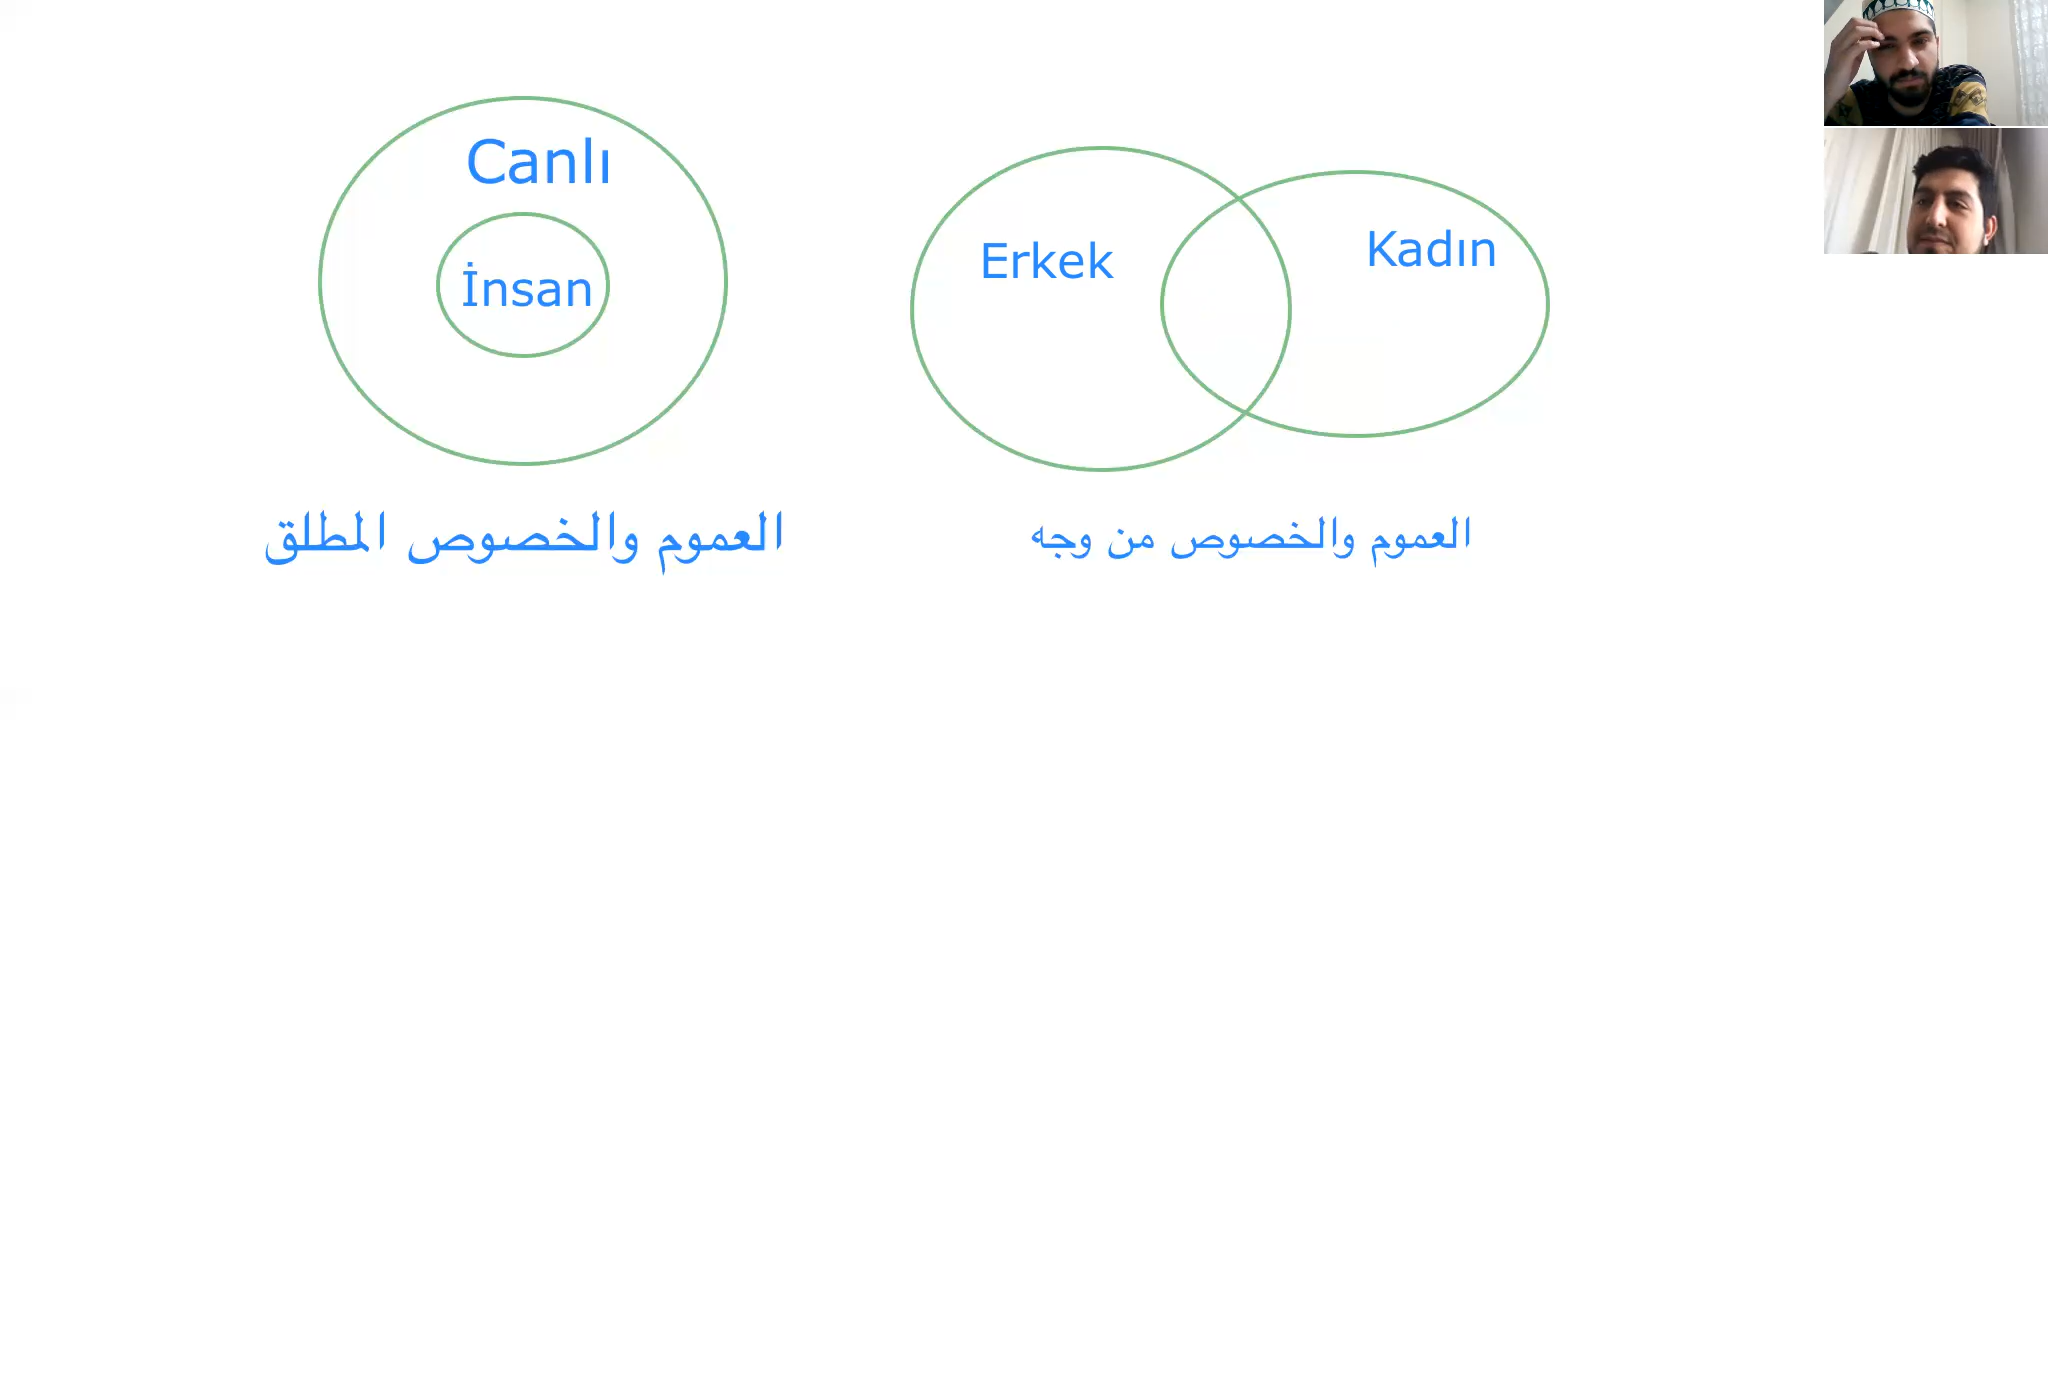 Canlı
İnsan
العموم والخصوص المطلق
Erkek
Kadın
العموم والخصوص من وجه